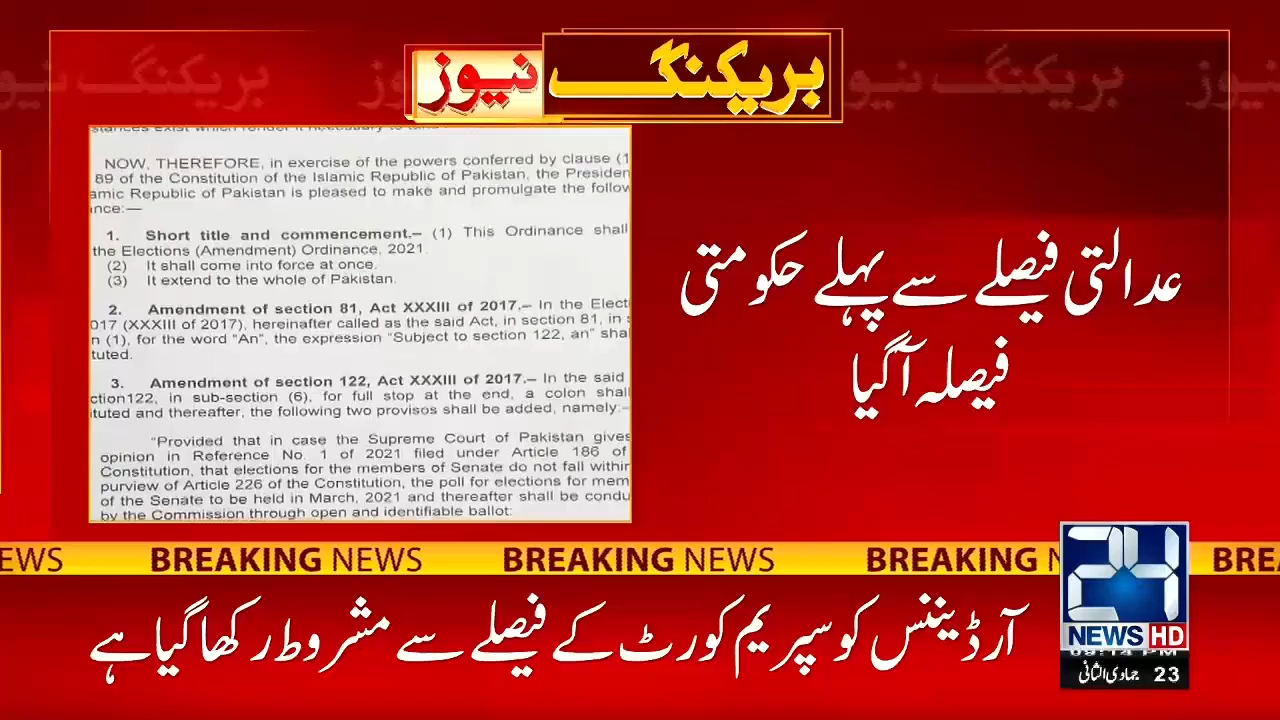 بریکنگ نیوز
NOW, THEREFORE, in exercise of the powers conferred by clause (1
89 of the Constitution of the Islamic Republic of Pakistan, the Presiden
amic Republic of Pakistan is pleased to make and promulgate the follow
nce:—
1. Short title and commencement.– (1) This Ordinance shall
the Elections (Amendment) Ordinance, 2021.
(2) It shall come into force at once.
(3) It extend to the whole of Pakistan.
2. Amendment of section 81, Act XXXIII of 2017.– In the Elect
017 (XXXIII of 2017), hereinafter called as the said Act, in section 81, in s
n (1), for the word "An", the expression "Subject to section 122, an" shal
tuted.
3. Amendment of section 122, Act XXXIII of 2017.– In the said
ction122, in sub-section (6), for full stop at the end, a colon shall
tuted and thereafter, the following two provisos shall be added, namely:–
"Provided that in case the Supreme Court of Pakistan gives
opinion in Reference No. 1 of 2021 filed under Article 186 of
Constitution, that elections for the members of Senate do not fall within
purview of Article 226 of the Constitution, the poll for elections for mem
of the Senate to be held in March, 2021 and thereafter shall be condu
by the Commission through open and identifiable ballot:
عدالتی فیصلے سے پہلے حکومتی
فیصلہ آگیا
EWS BREAKING NEWS BREAKING NEWS BREAKING N BREA
آرڈیننس کو سپریم کورٹ کے فیصلے سے مشروط رکھا گیا ہے
24
NEWS HD
23 جمادی الثانی